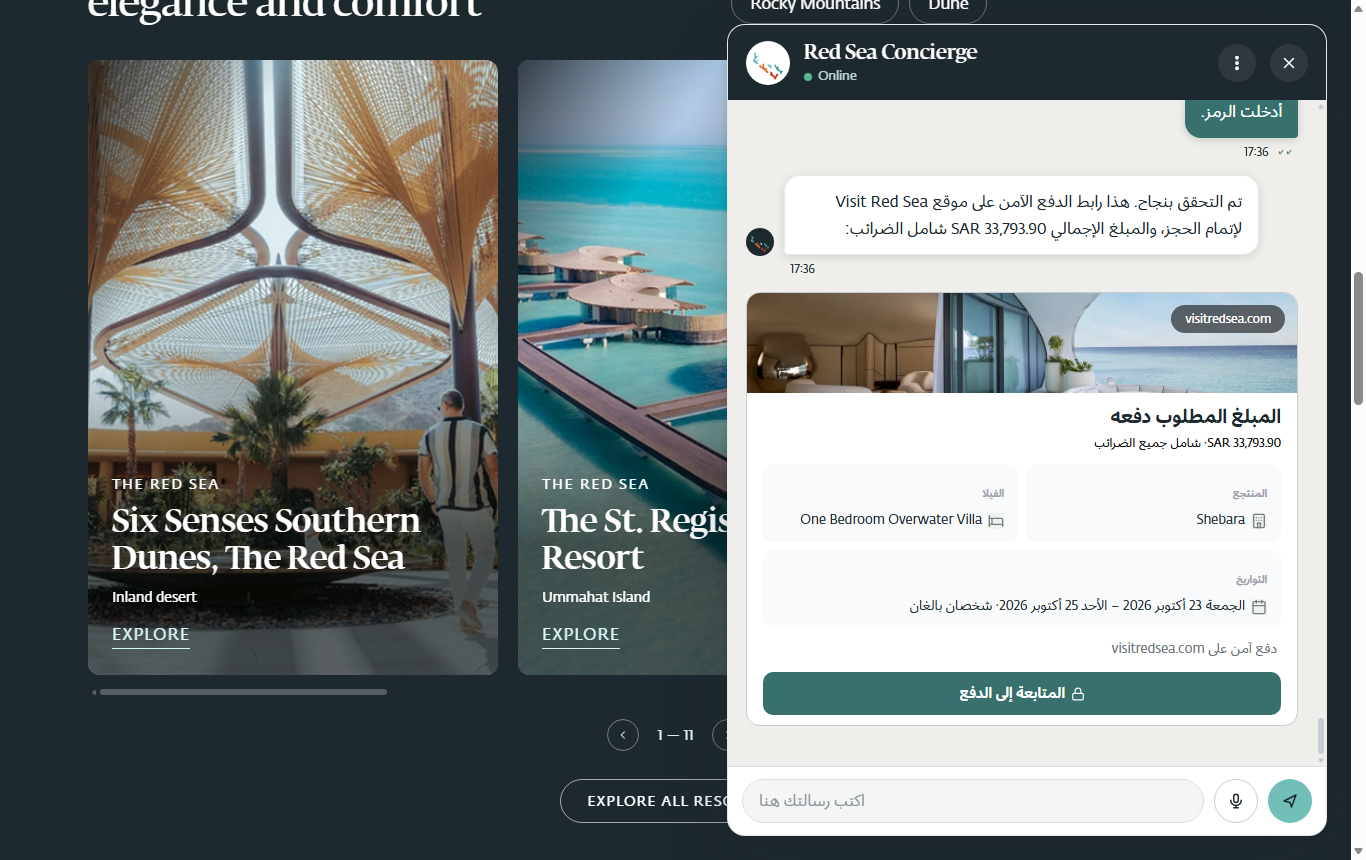 elegance and comfort
Rocky Mountains
Dune
THE RED SEA
Six Senses Southern
Dunes, The Red Sea
Inland desert
EXPLORE
THE RED SEA
The St. Regis
Resort
Ummahat Island
EXPLORE
1 — 11
EXPLORE ALL RESO
Red Sea Concierge
Online
أدخلت الرمز.
17:36
تم التحقق بنجاح. هذا رابط الدفع الآمن على موقع Visit Red Sea
لإتمام الحجز، والمبلغ الإجمالي SAR 33,793.90 شامل الضرائب:
17:36
visitredsea.com
المبلغ المطلوب دفعه
SAR 33,793.90· شامل جميع الضرائب
المنتجع
Shebara
الفيلا
One Bedroom Overwater Villa
التواريخ
الجمعة 23 أكتوبر 2026 – الأحد 25 أكتوبر 2026· شخصان بالغان
دفع آمن على visitredsea.com
المتابعة إلى الدفع
اكتب رسالتك هنا